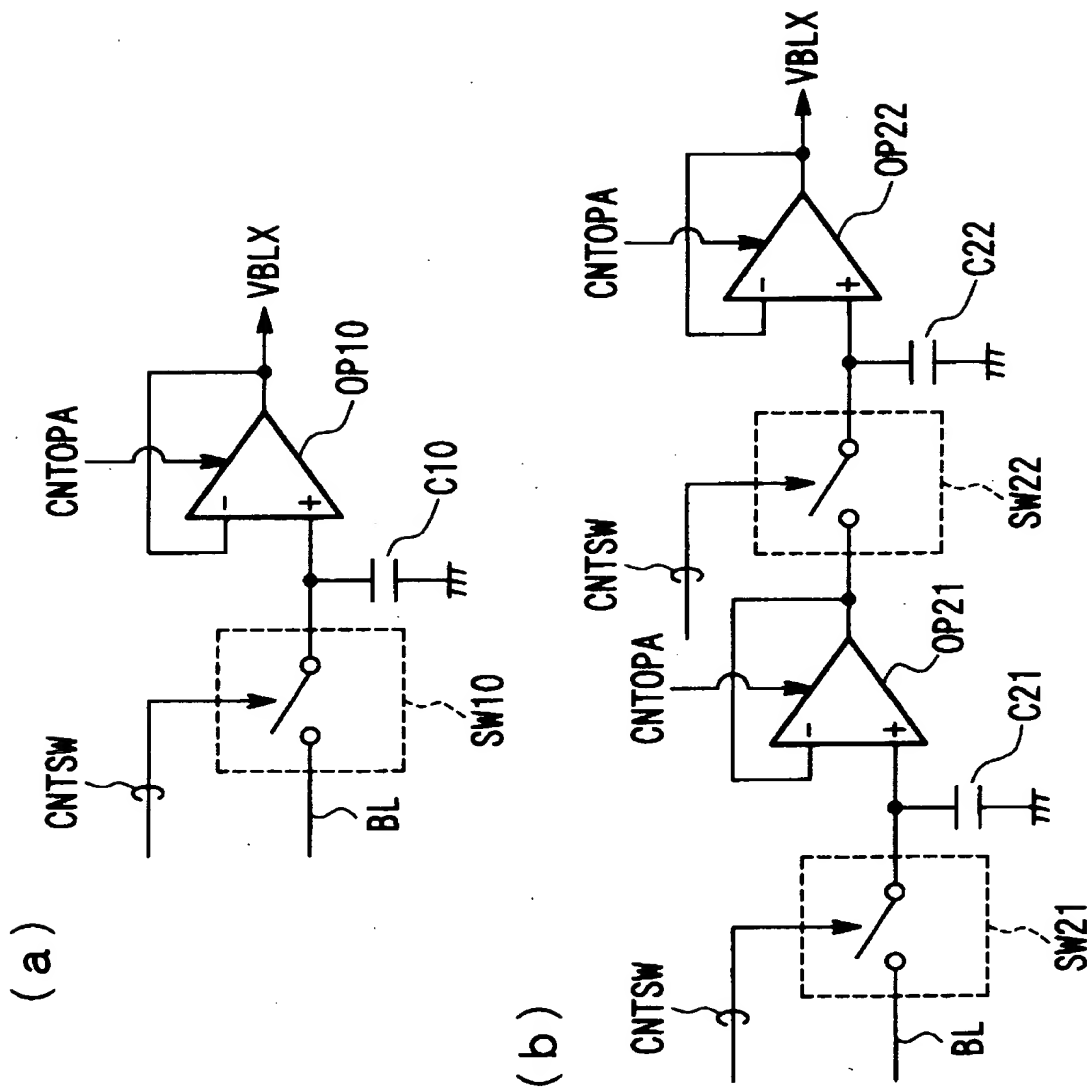 (a)
CNTSW
CNTOPA
-
+
VBLX
BL
SW10
C10
OP10
(b)
CNTSW
CNTOPA
CNTSW
CNTOPA
-
+
-
+
VBLX
BL
SW21
C21
OP21
SW22
C22
OP22